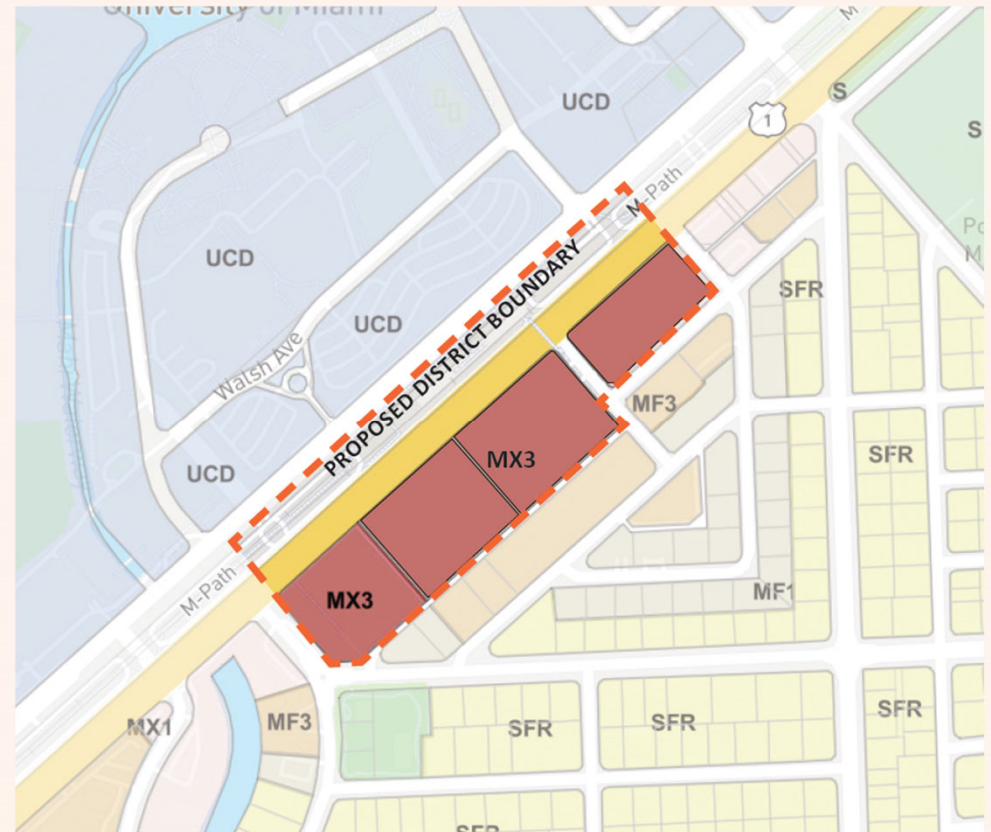 University of Miami
M
UCD
S
1
S
M-Path
UCD
SFR
PROPOSED DISTRICT BOUNDARY
UCD
Walsh Ave
MF3
MX3
SFR
UCD
M-Path
MX3
MF1
MX1
MF3
SFR
SFR
SFR
SFR